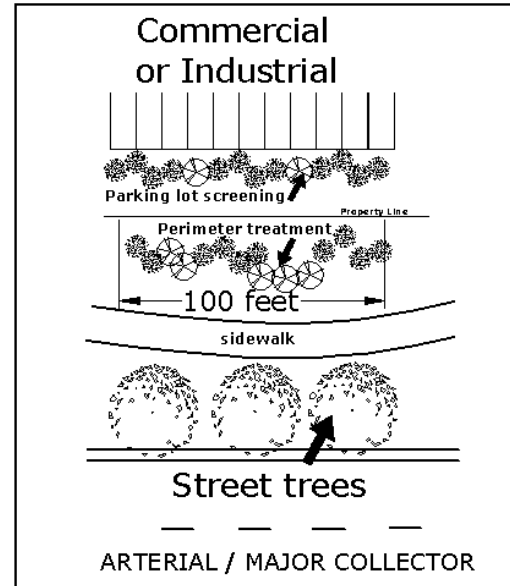 Commercial
or Industrial
Parking lot screening
Property Line
Perimeter treatment
100 feet
sidewalk
Street trees
ARTERIAL / MAJOR COLLECTOR